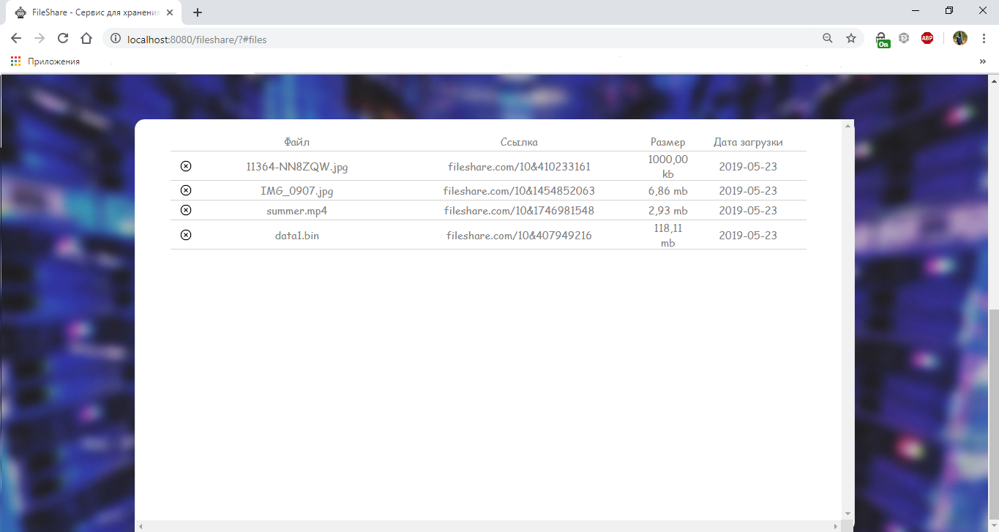 FileShare - Сервис для хранения
localhost:8080/fileshare/?#files
On
ABP
Приложения
Файл Ссылка Размер Дата загрузки
11364-NN8ZQW.jpg fileshare.com/10&410233161 1000,00 kb 2019-05-23
IMG_0907.jpg fileshare.com/10&1454852063 6,86 mb 2019-05-23
summer.mp4 fileshare.com/10&1746981548 2,93 mb 2019-05-23
data1.bin fileshare.com/10&407949216 118,11 mb 2019-05-23